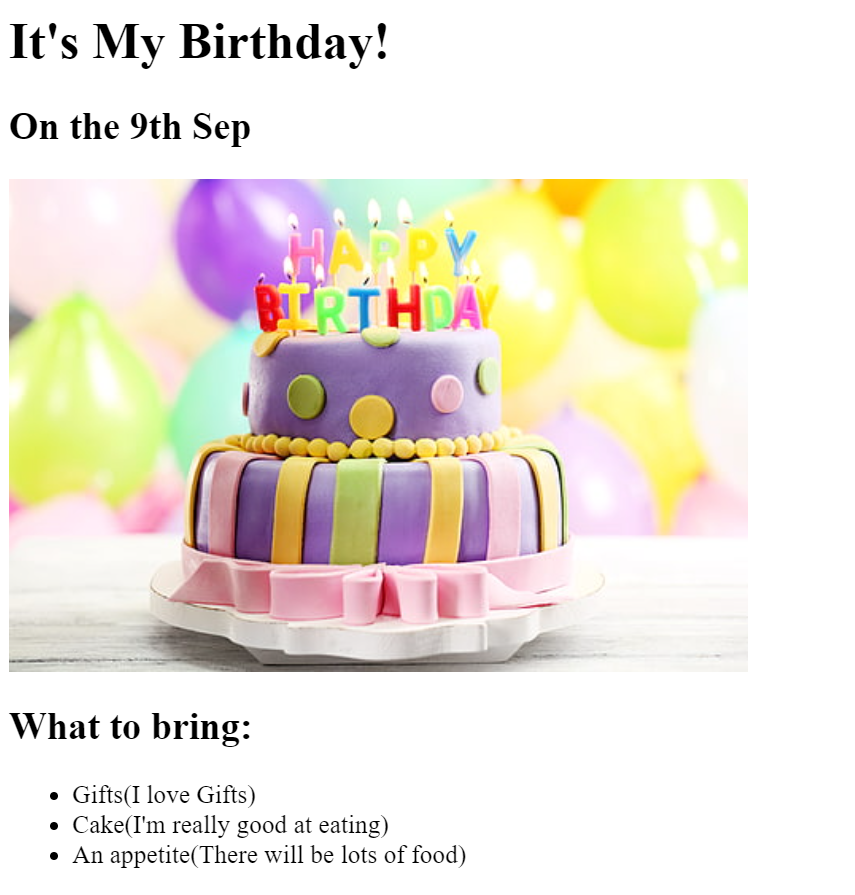 It's My Birthday!
On the 9th Sep
HAPPY
BIRTHDAY
What to bring:
Gifts(I love Gifts)
Cake(I'm really good at eating)
An appetite(There will be lots of food)